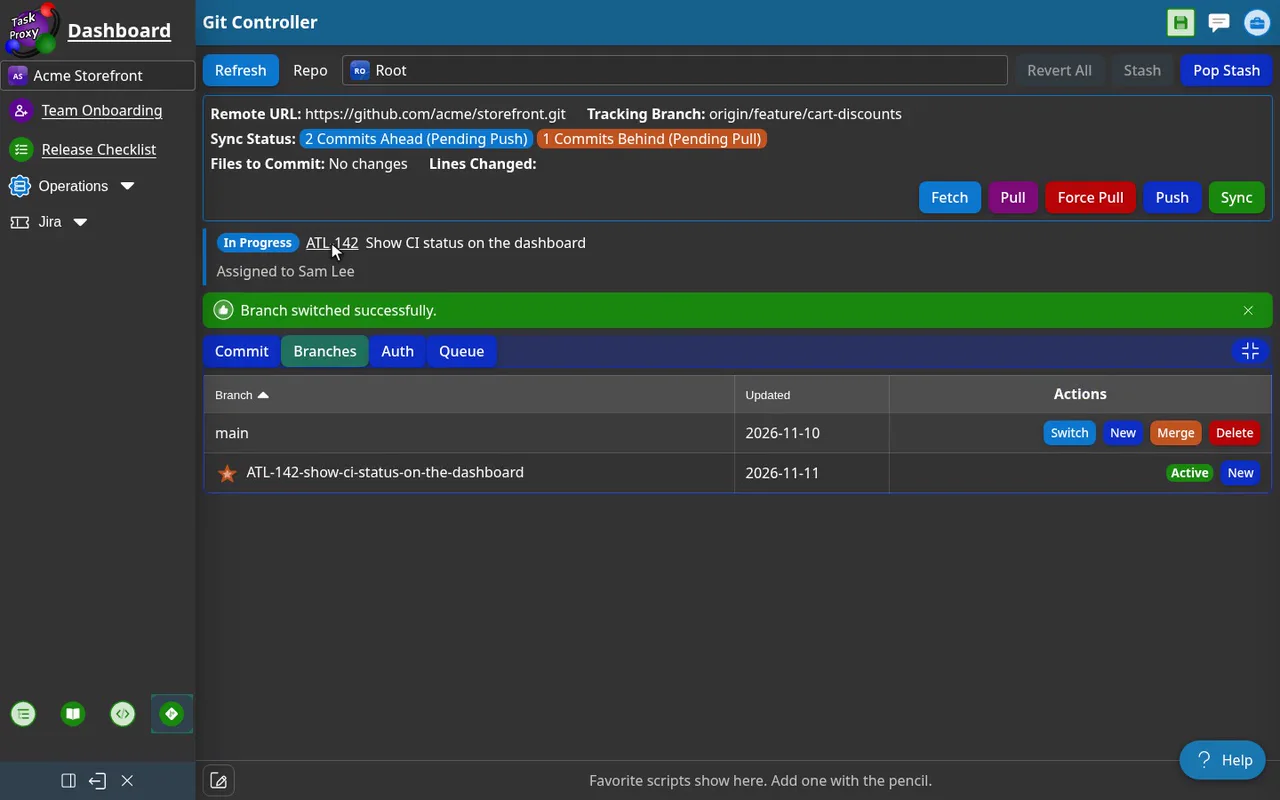 Task Proxy
Dashboard
Git Controller
AS Acme Storefront
Team Onboarding
Release Checklist
Operations
Jira
Refresh
Repo
RO Root
Revert All
Stash
Pop Stash
Remote URL: https://github.com/acme/storefront.git Tracking Branch: origin/feature/cart-discounts
Sync Status: 2 Commits Ahead (Pending Push) 1 Commits Behind (Pending Pull)
Files to Commit: No changes Lines Changed:
Fetch Pull Force Pull Push Sync
In Progress ATL-142 Show CI status on the dashboard
Assigned to Sam Lee
Branch switched successfully.
Commit Branches Auth Queue
Branch Updated Actions
main 2026-11-10 Switch New Merge Delete
ATL-142-show-ci-status-on-the-dashboard 2026-11-11 Active New
Favorite scripts show here. Add one with the pencil.
? Help